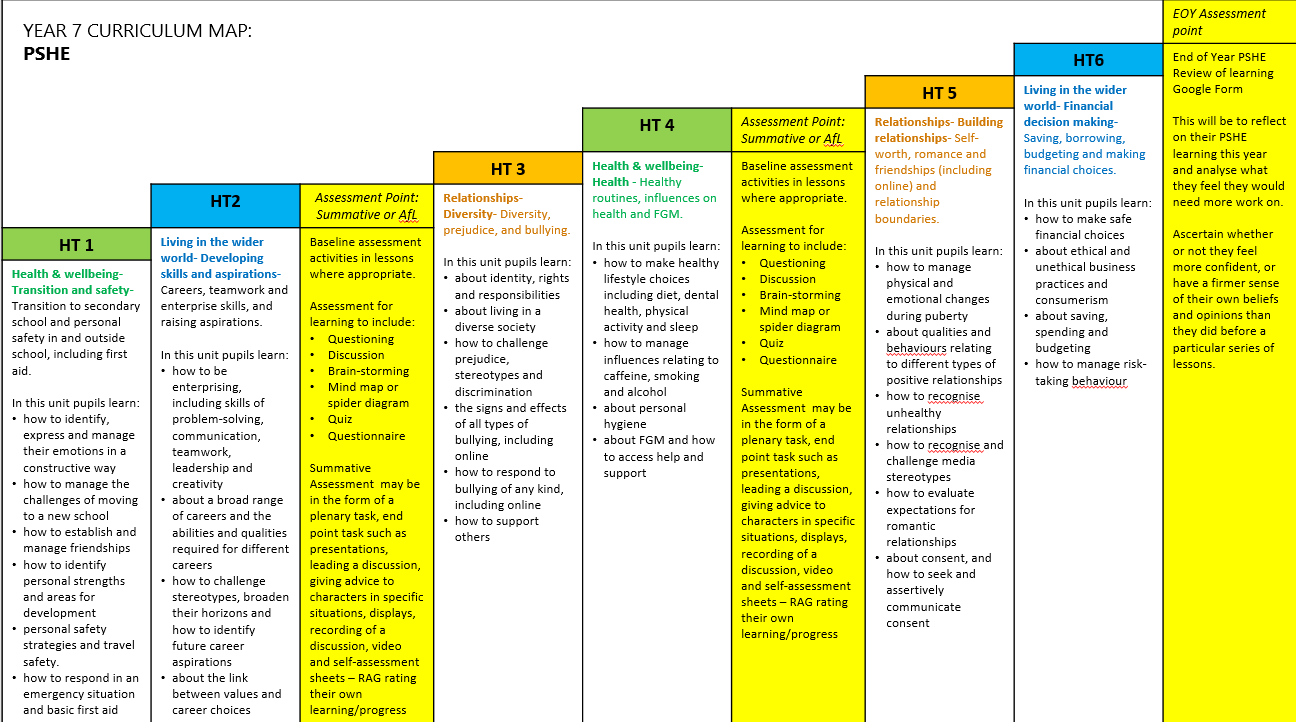 YEAR 7 CURRICULUM MAP:
PSHE
HT 1
Health & wellbeing-
Transition and safety-
Transition to secondary
school and personal
safety in and outside
school, including first
aid.
In this unit pupils learn:
• how to identify,
express and manage
their emotions in a
constructive way
• how to manage the
challenges of moving
to a new school
• how to establish and
manage friendships
• how to identify
personal strengths
and areas for
development
• personal safety
strategies and travel
safety.
• how to respond in an
emergency situation
and basic first aid
HT2
Living in the wider
world- Developing
skills and aspirations-
Careers, teamwork and
enterprise skills, and
raising aspirations.
In this unit pupils learn:
• how to be
enterprising,
including skills of
problem-solving,
communication,
teamwork,
leadership and
creativity
• about a broad range
of careers and the
abilities and qualities
required for different
careers
• how to challenge
stereotypes, broaden
their horizons and
how to identify
future career
aspirations
• about the link
between values and
career choices
Assessment Point:
Summative or AfL
Baseline assessment
activities in lessons
where appropriate.
Assessment for
learning to include:
• Questioning
• Discussion
• Brain-storming
• Mind map or
spider diagram
• Quiz
• Questionnaire
Summative
Assessment may be
in the form of a
plenary task, end
point task such as
presentations,
leading a discussion,
giving advice to
characters in specific
situations, displays,
recording of a
discussion, video
and self-assessment
sheets – RAG rating
their own
learning/progress
HT 3
Relationships-
Diversity- Diversity,
prejudice, and bullying.
In this unit pupils learn:
• about identity, rights
and responsibilities
• about living in a
diverse society
• how to challenge
prejudice,
stereotypes and
discrimination
• the signs and effects
of all types of
bullying, including
online
• how to respond to
bullying of any kind,
including online
• how to support
others
HT 4
Health & wellbeing-
Health - Healthy
routines, influences on
health and FGM.
In this unit pupils learn:
• how to make healthy
lifestyle choices
including diet, dental
health, physical
activity and sleep
• how to manage
influences relating to
caffeine, smoking
and alcohol
• about personal
hygiene
• about FGM and how
to access help and
support
Assessment Point:
Summative or AfL
Baseline assessment
activities in lessons
where appropriate.
Assessment for
learning to include:
• Questioning
• Discussion
• Brain-storming
• Mind map or
spider diagram
• Quiz
• Questionnaire
Summative
Assessment may be
in the form of a
plenary task, end
point task such as
presentations,
leading a discussion,
giving advice to
characters in specific
situations, displays,
recording of a
discussion, video
and self-assessment
sheets – RAG rating
their own
learning/progress
HT 5
Relationships- Building
relationships- Self-
worth, romance and
friendships (including
online) and
relationship
boundaries.
In this unit pupils learn:
• how to manage
physical and
emotional changes
during puberty
• about qualities and
behaviours relating
to different types of
positive relationships
• how to recognise
unhealthy
relationships
• how to recognise and
challenge media
stereotypes
• how to evaluate
expectations for
romantic
relationships
• about consent, and
how to seek and
assertively
communicate
consent
HT6
Living in the wider
world- Financial
decision making-
Saving, borrowing,
budgeting and making
financial choices.
In this unit pupils learn:
• how to make safe
financial choices
• about ethical and
unethical business
practices and
consumerism
• about saving,
spending and
budgeting
• how to manage risk-
taking behaviour
EOY Assessment
point
End of Year PSHE
Review of learning
Google Form
This will be to reflect
on their PSHE
learning this year
and analyse what
they feel they would
need more work on.
Ascertain whether
or not they feel
more confident, or
have a firmer sense
of their own beliefs
and opinions than
they did before a
particular series of
lessons.